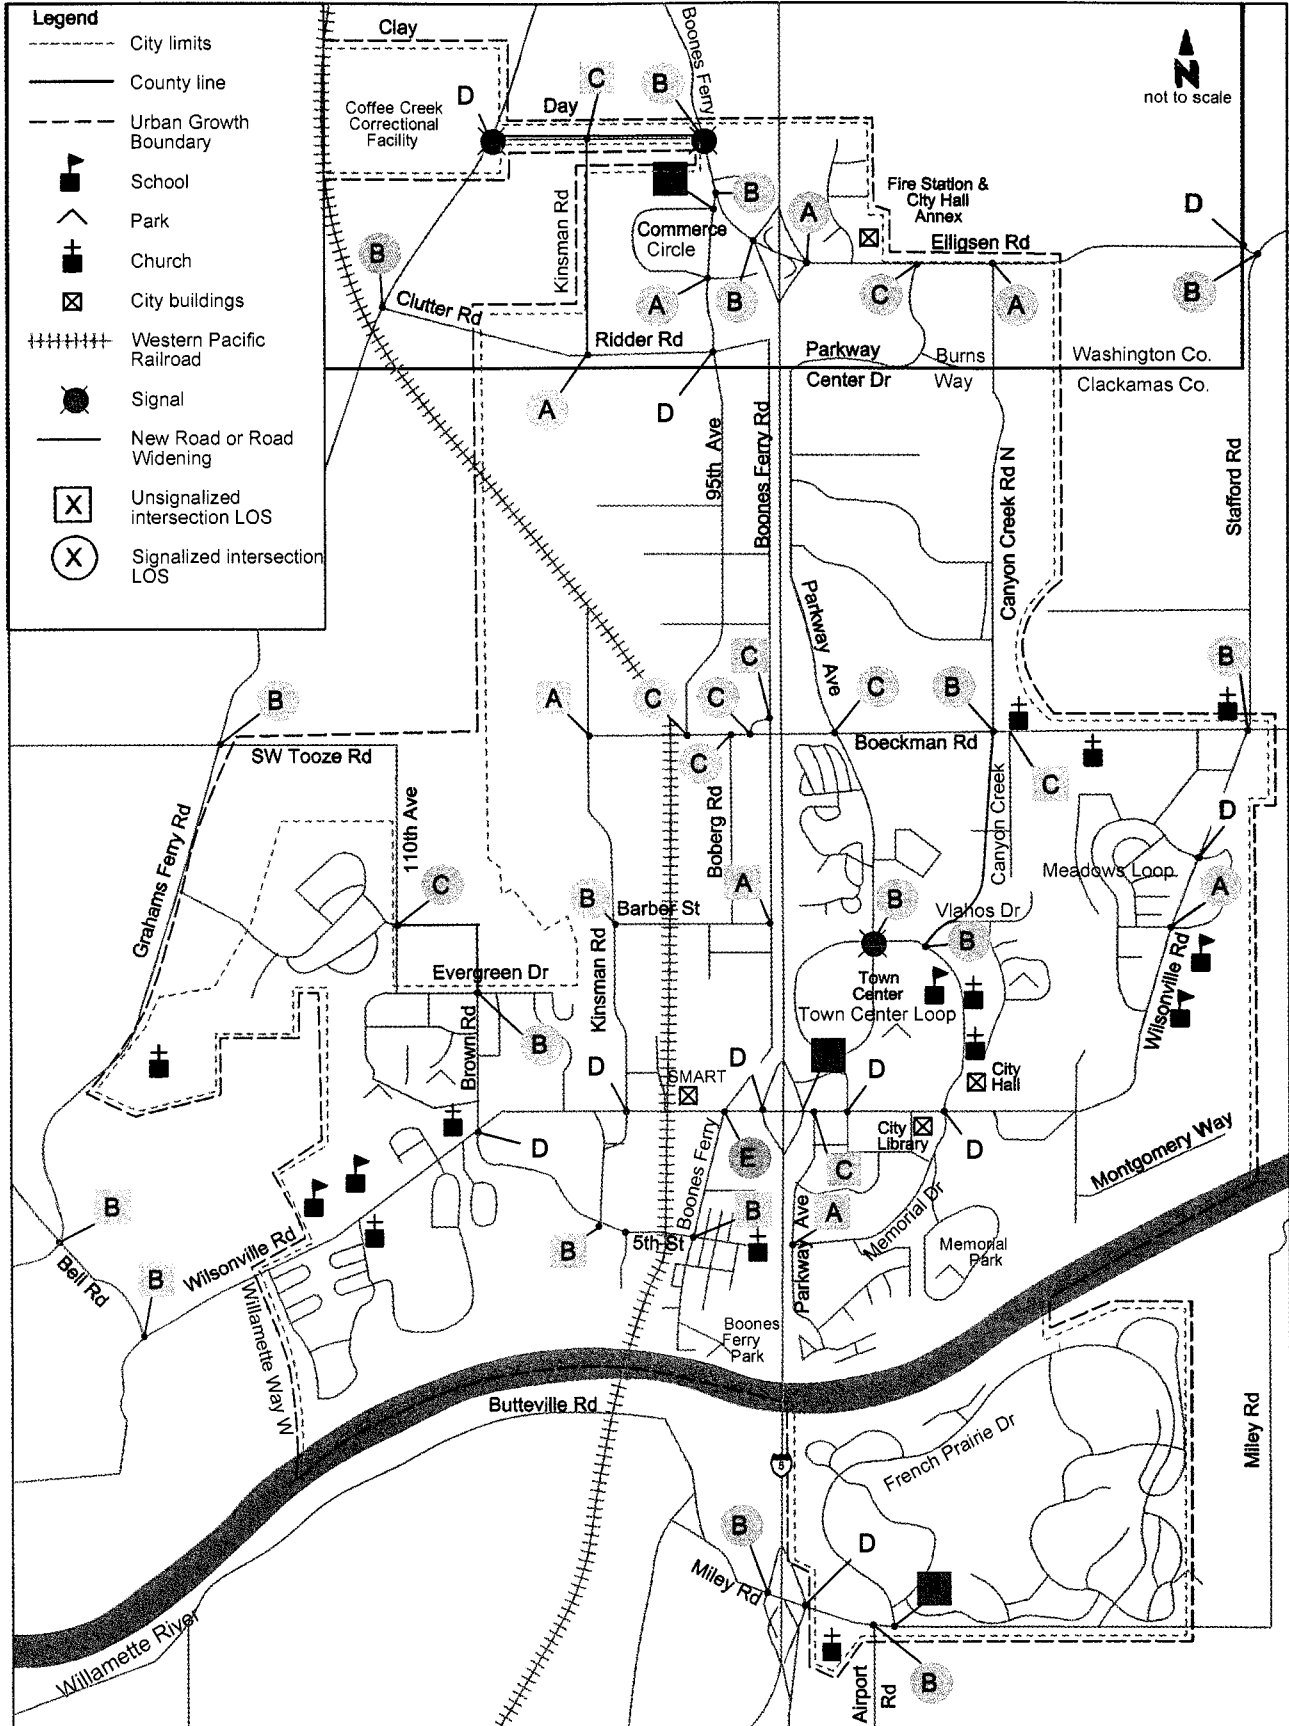 Legend
City limits
County line
Urban Growth
Boundary
School
Park
Church
City buildings
Western Pacific
Railroad
Signal
New Road or Road
Widening
X
Unsignalized
intersection LOS
X
Signalized intersection
LOS
N
not to scale
Clay
Boones Ferry
D
C
B
Day
Coffee Creek
Correctional
Facility
Kinsman Rd
B
A
Fire Station &
City Hall
Annex
D
Commerce
Circle
Elligsen Rd
B
Clutter Rd
A
B
C
A
B
Ridder Rd
Parkway
Center Dr
Burns
Way
Washington Co.
Clackamas Co.
A
D
95th Ave
Boones Ferry Rd
Canyon Creek Rd N
Stafford Rd
Parkway Ave
B
A
C
C
C
C
B
B
SW Tooze Rd
C
Boeckman Rd
C
Grahams Ferry Rd
110th Ave
Boberg Rd
Canyon Creek
D
Meadows Loop
C
B
Barber St
A
B
Vlahos Dr
B
A
Evergreen Dr
Kinsman Rd
Town
Center
Town Center Loop
Wilsonville Rd
Brown Rd
B
D
SMART
D
D
City
Hall
D
Boones Ferry
E
C
City
Library
D
Montgomery Way
B
B
5th St
B
A
Parkway Ave
Memorial Dr
Memorial
Park
Bell Rd
B
Wilsonville Rd
Willamette Way W
Boones
Ferry
Park
Butteville Rd
5
French Prairie Dr
Miley Rd
B
D
Miley Rd
Willamette River
Airport
Rd
B